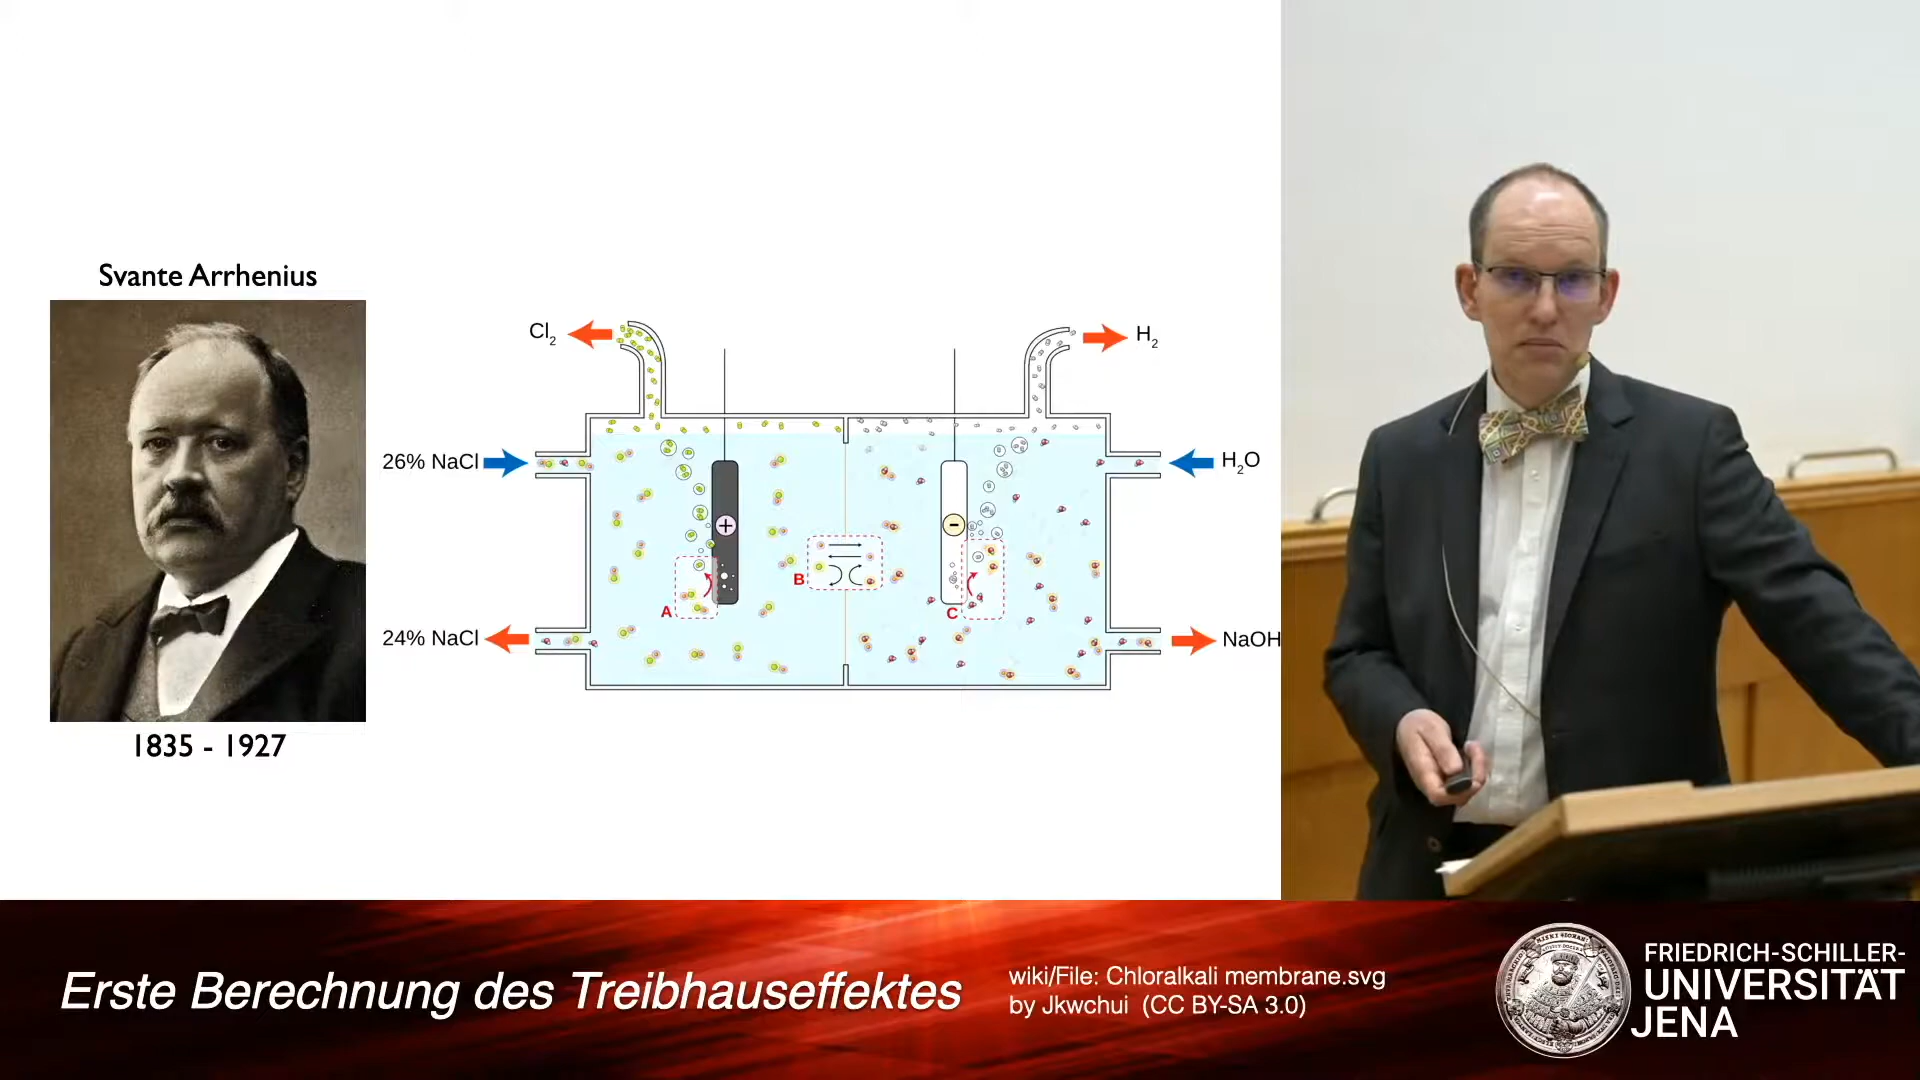 Svante Arrhenius
1835 - 1927
Cl2
H2
26% NaCl
H2O
+
-
B
A
C
24% NaCl
NaOH
Erste Berechnung des Treibhauseffektes
wiki/File: Chloralkali membrane.svg
by Jkwchui (CC BY-SA 3.0)
FRIEDRICH-SCHILLER-
UNIVERSITÄT
JENA